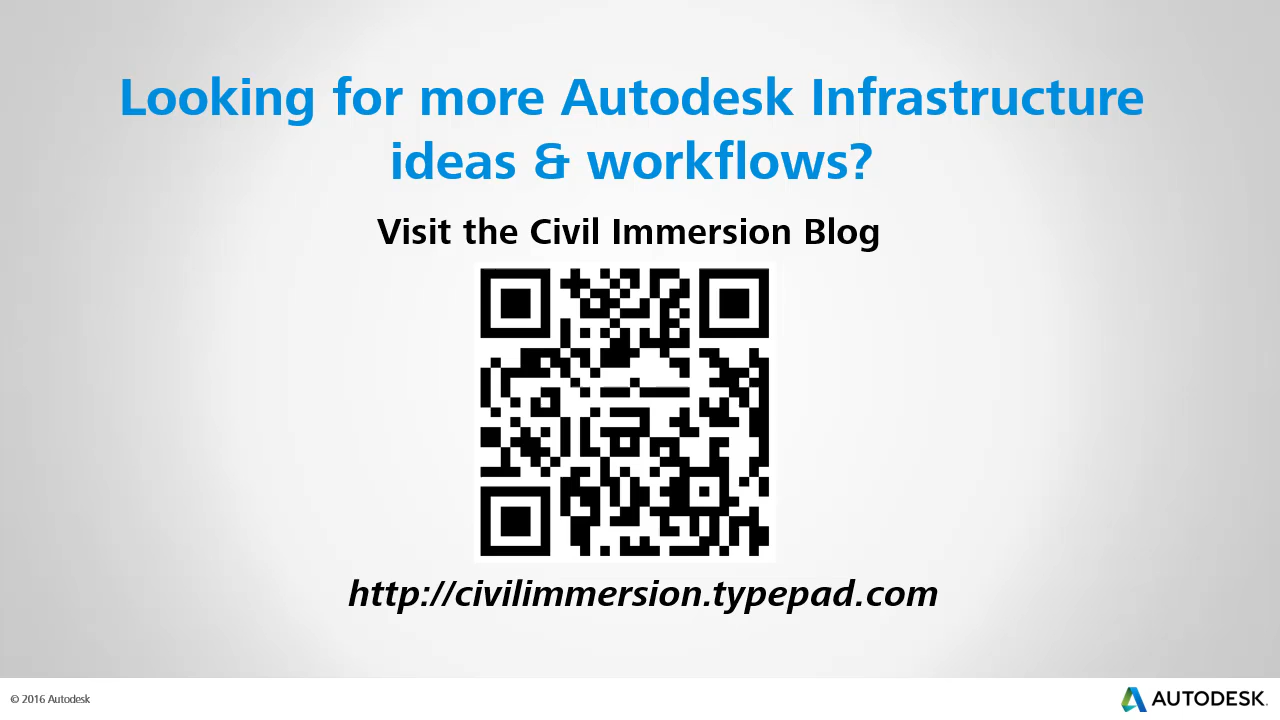 Looking for more Autodesk Infrastructure
ideas & workflows?
Visit the Civil Immersion Blog
http://civilimmersion.typepad.com
© 2016 Autodesk
AUTODESK.